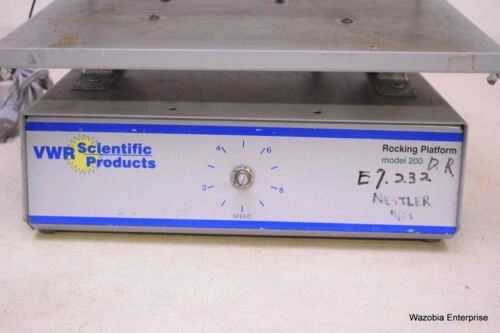 VWR Scientific
Products
4 6
2 8
SPEED
Rocking Platform
model 200 D.R.
E7.232
NESTLER
Wazobia Enterprise